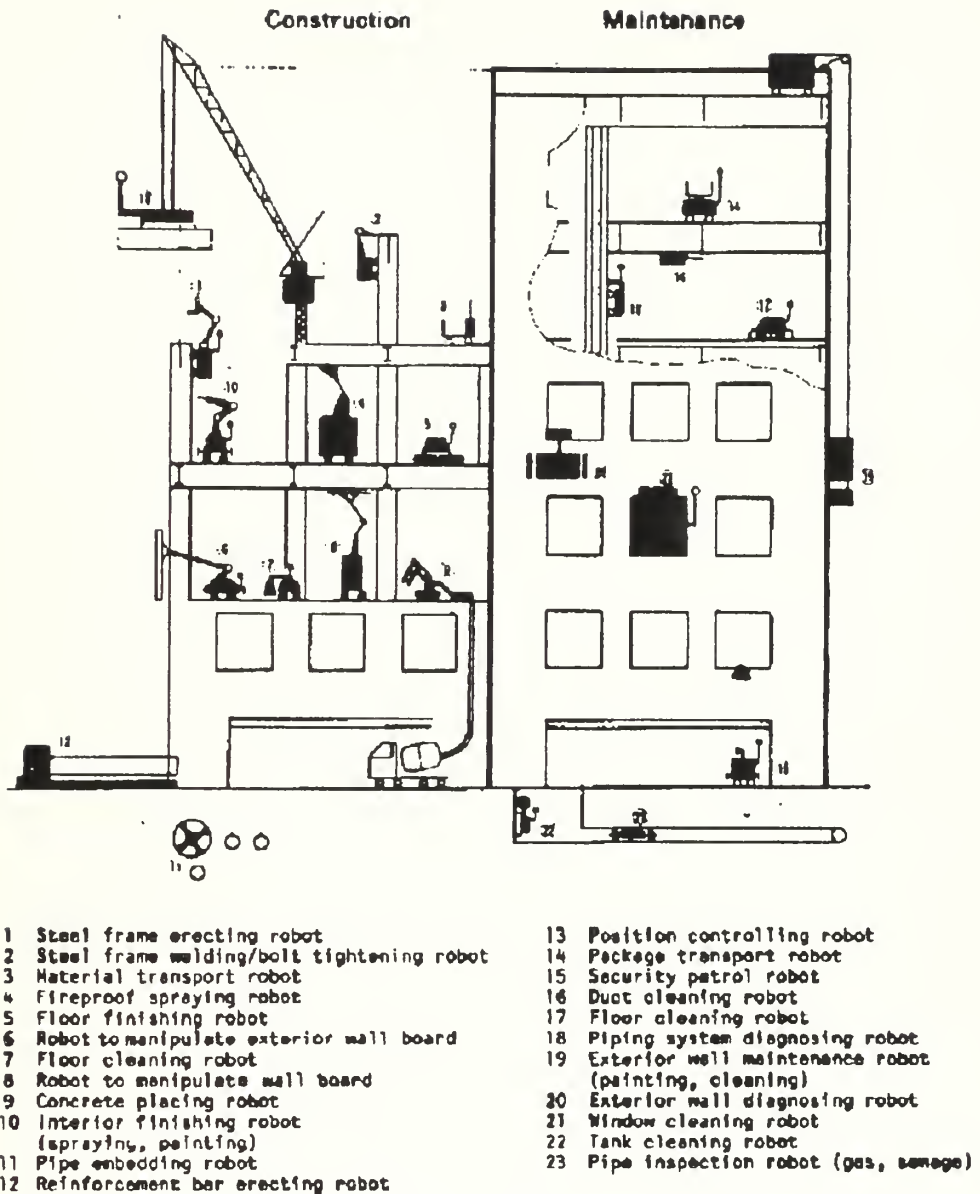 Construction
Maintenance
1 Steel frame erecting robot
2 Steel frame welding/bolt tightening robot
3 Material transport robot
4 Fireproof spraying robot
5 Floor finishing robot
6 Robot to manipulate exterior wall board
7 Floor cleaning robot
8 Robot to manipulate wall board
9 Concrete placing robot
10 Interior finishing robot
(spraying, painting)
11 Pipe embedding robot
12 Reinforcement bar erecting robot
13 Position controlling robot
14 Package transport robot
15 Security patrol robot
16 Duct cleaning robot
17 Floor cleaning robot
18 Piping system diagnosing robot
19 Exterior wall maintenance robot
(painting, cleaning)
20 Exterior wall diagnosing robot
21 Window cleaning robot
22 Tank cleaning robot
23 Pipe inspection robot (gas, sewage)